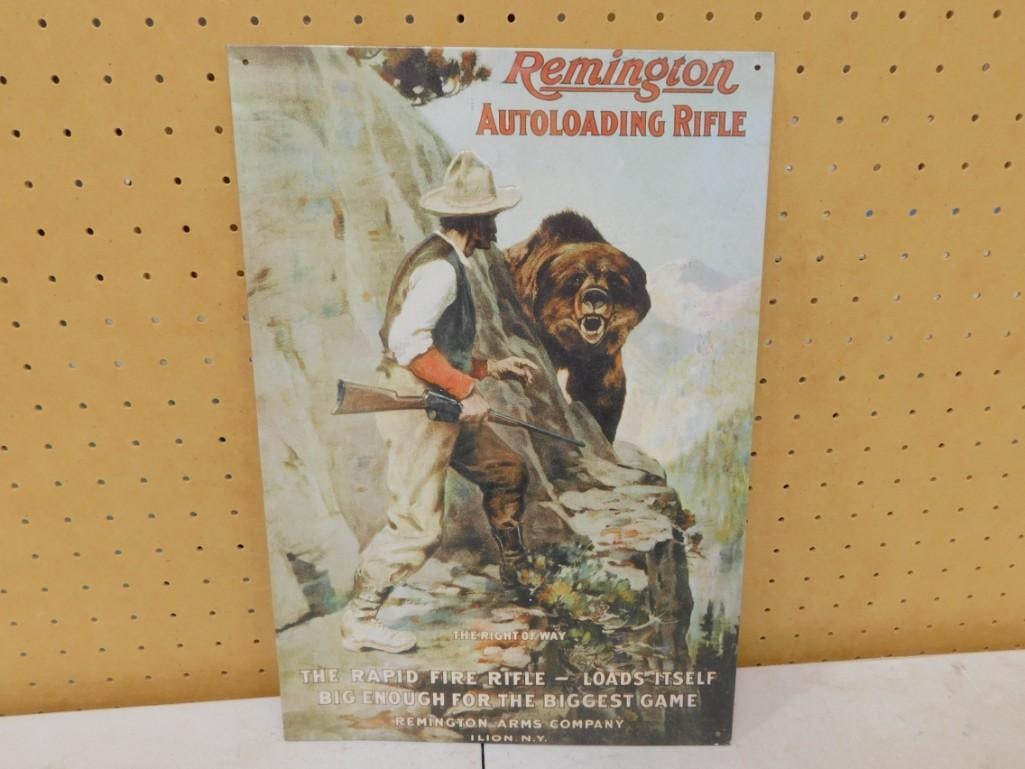 Remington
AUTOLOADING RIFLE
THE RIGHT OF WAY
THE RAPID FIRE RIFLE – LOADS ITSELF
BIG ENOUGH FOR THE BIGGEST GAME
REMINGTON ARMS COMPANY
ILION. N.Y.